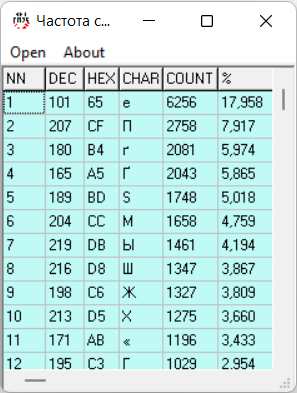 Частота с...
Open About
NN DEC HEX CHAR COUNT %
1 101 65 e 6256 17,958
2 207 CF П 2758 7,917
3 180 B4 ґ 2081 5,974
4 165 A5 Ґ 2043 5,865
5 189 BD Ѕ 1748 5,018
6 204 CC М 1658 4,759
7 219 DB Ы 1461 4,194
8 216 D8 Ш 1347 3,867
9 198 C6 Ж 1327 3,809
10 213 D5 Х 1275 3,660
11 171 AB « 1196 3,433
12 195 C3 Г 1029 2,954